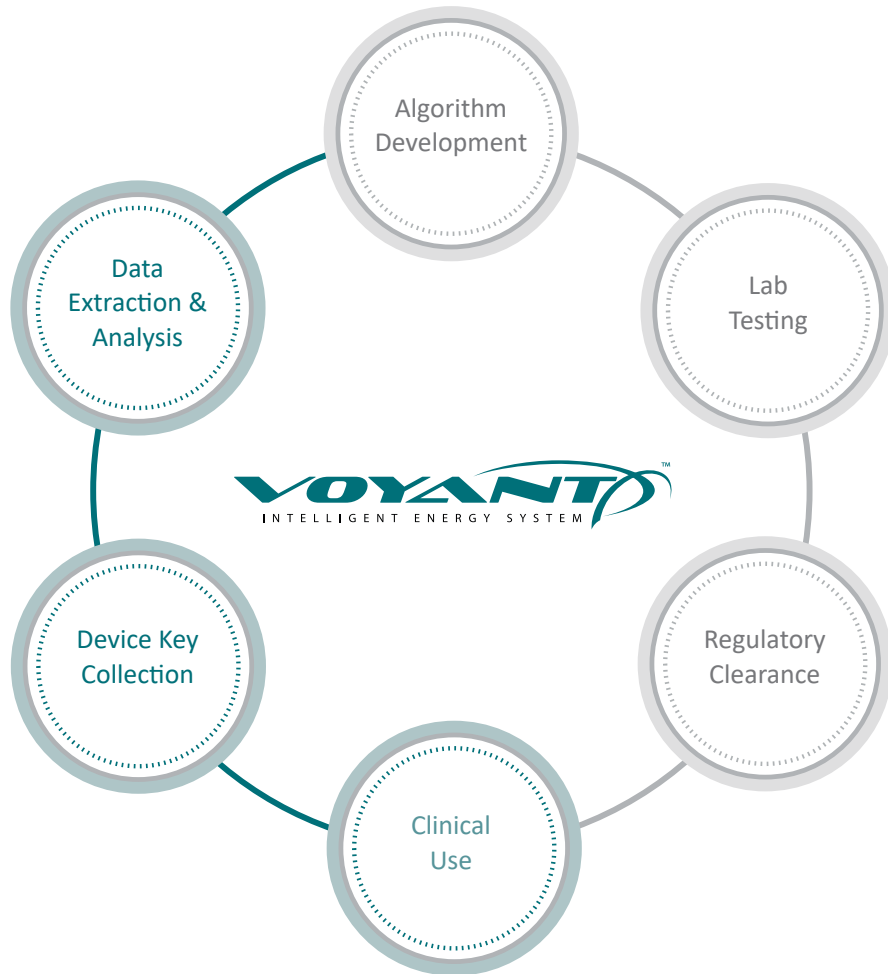 Algorithm
Development
Lab
Testing
Regulatory
Clearance
Clinical
Use
Device Key
Collection
Data
Extraction &
Analysis
VOYANT™
INTELLIGENT ENERGY SYSTEM